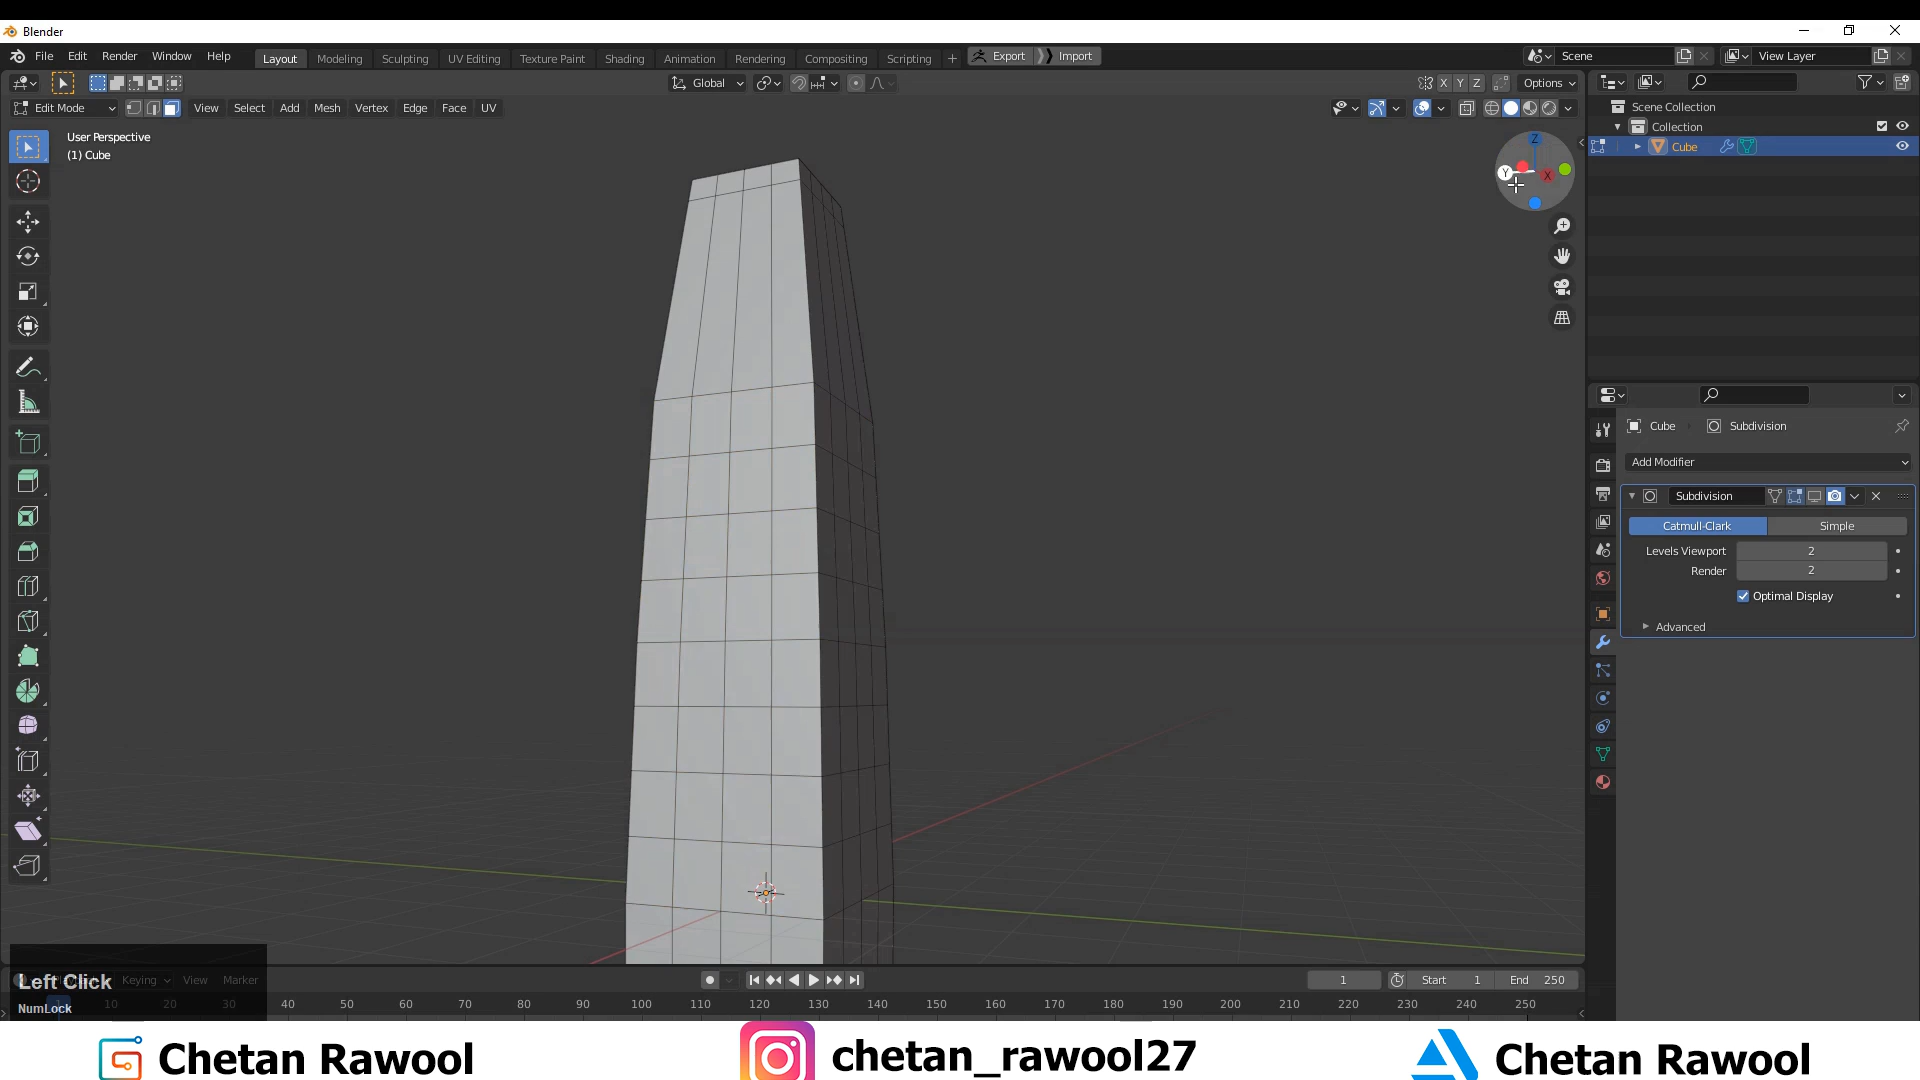 Blender
File Edit Render Window Help
Layout Modeling Sculpting UV Editing Texture Paint Shading Animation Rendering Compositing Scripting +
Export Import
Scene
View Layer
Global
X Y Z
Options
Edit Mode
View Select Add Mesh Vertex Edge Face UV
User Perspective
(1) Cube
Z
Y
X
Scene Collection
Collection
Cube
Cube Subdivision
Add Modifier
Subdivision
Catmull-Clark Simple
Levels Viewport 2
Render 2
Optimal Display
Advanced
Left Click
NumLock
Keying View Marker
1
Start 1
End 250
1 10 20 30 40 50 60 70 80 90 100 110 120 130 140 150 160 170 180 190 200 210 220 230 240 250
Chetan Rawool
chetan_rawool27
Chetan Rawool